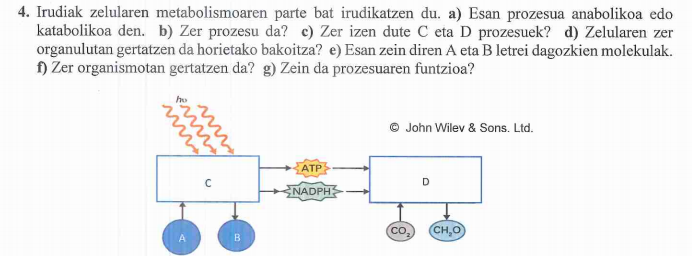 4. Irudiak zelularen metabolismoaren parte bat irudikatzen du. a) Esan prozesua anabolikoa edo
katabolikoa den. b) Zer prozesu da? c) Zer izen dute C eta D prozesuek? d) Zelularen zer
organulutan gertatzen da horietako bakoitza? e) Esan zein diren A eta B letrei dagozkien molekulak.
f) Zer organismotan gertatzen da? g) Zein da prozesuaren funtzioa?
hυ
© John Wilev & Sons. Ltd.
ATP
C
D
NADPH
A
B
CO₂
CH₂O